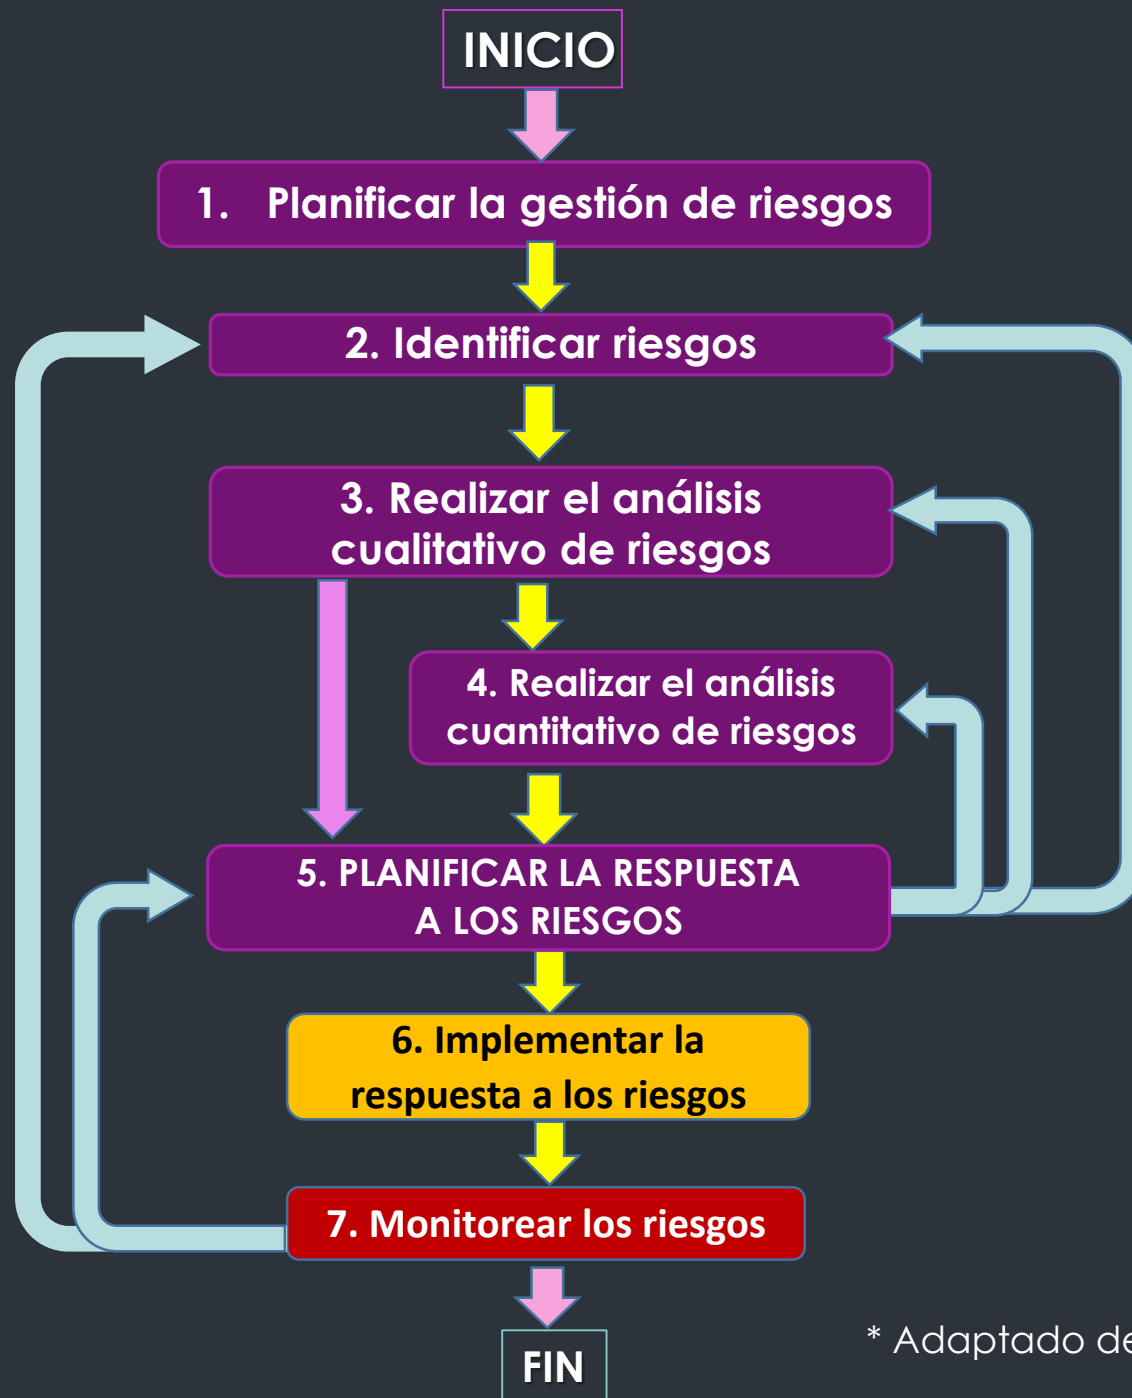 INICIO
1. Planificar la gestión de riesgos
2. Identificar riesgos
3. Realizar el análisis
cualitativo de riesgos
4. Realizar el análisis
cuantitativo de riesgos
5. PLANIFICAR LA RESPUESTA
A LOS RIESGOS
6. Implementar la
respuesta a los riesgos
7. Monitorear los riesgos
* Adaptado de
FIN